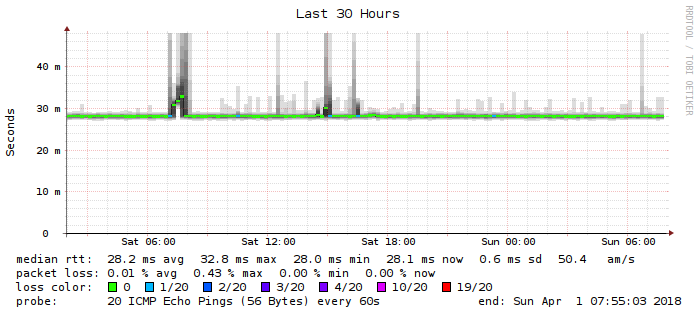 Last 30 Hours
RRDTOOL / TOBI OETIKER
Seconds
40 m
30 m
20 m
10 m
0
Sat 06:00 Sat 12:00 Sat 18:00 Sun 00:00 Sun 06:00
median rtt: 28.2 ms avg 32.8 ms max 28.0 ms min 28.1 ms now 0.6 ms sd 50.4 am/s
packet loss: 0.01 % avg 0.43 % max 0.00 % min 0.00 % now
loss color: 0 1/20 2/20 3/20 4/20 10/20 19/20
probe: 20 ICMP Echo Pings (56 Bytes) every 60s end: Sun Apr 1 07:55:03 2018